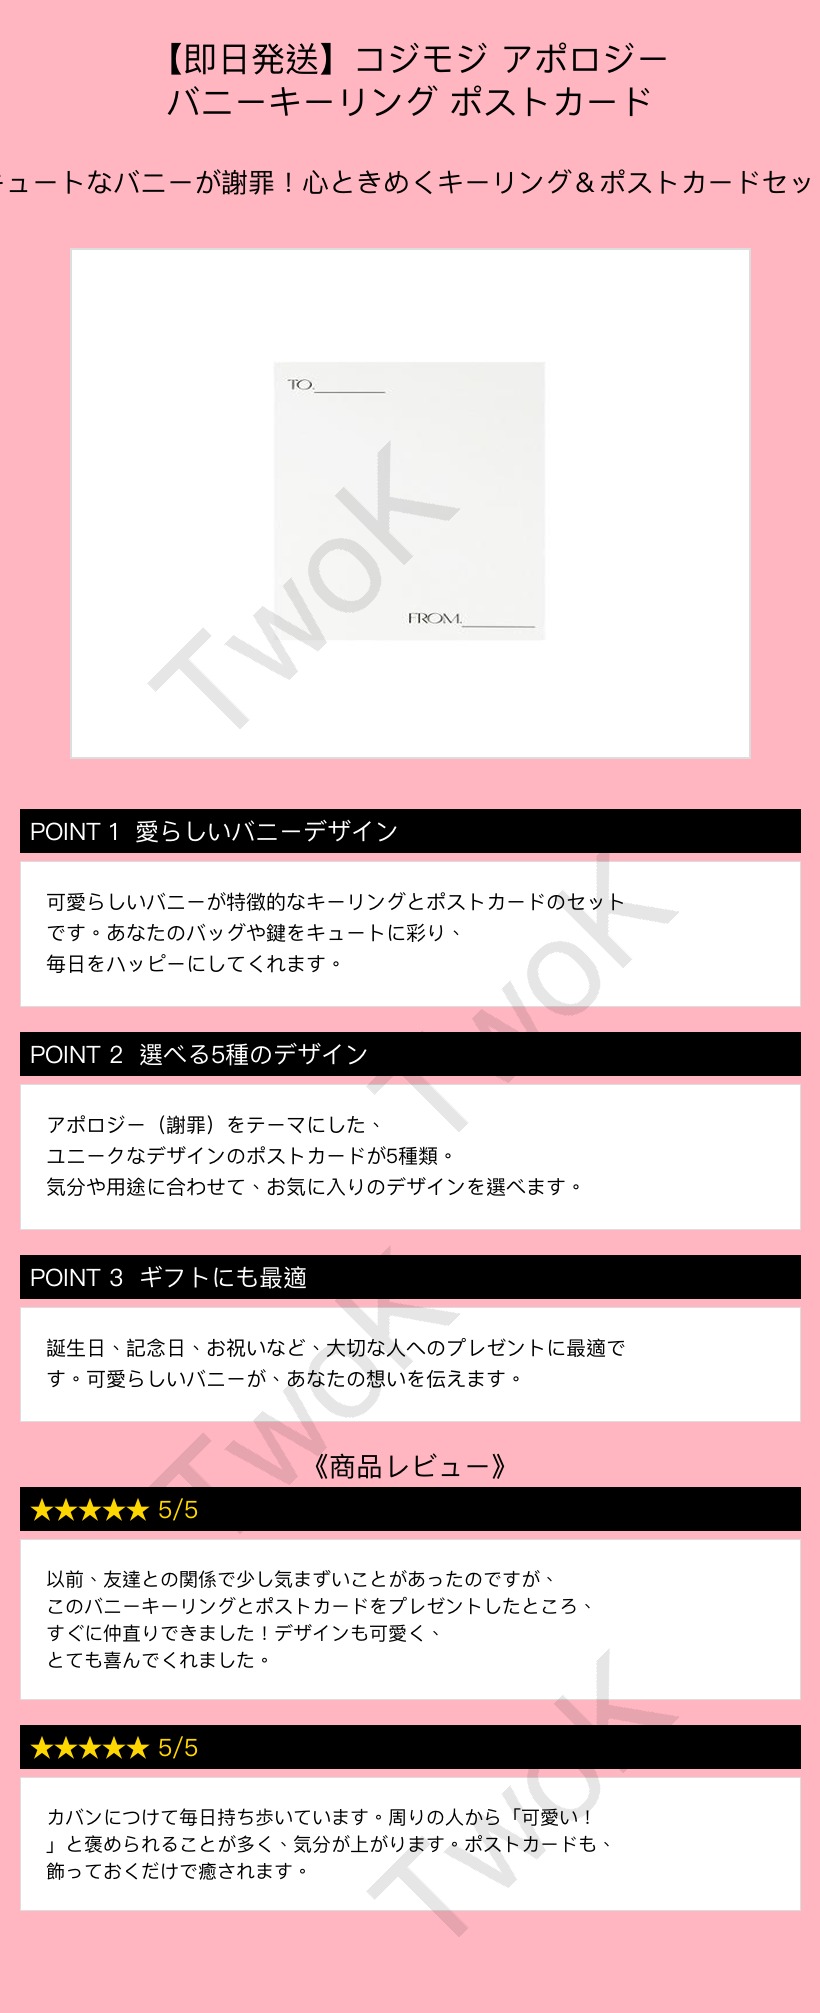 【即日発送】コジモジ アポロジー
バニーキーリング ポストカード
キュートなバニーが謝罪！心ときめくキーリング＆ポストカードセッ
TO.
TwoK
FROM.
POINT 1 愛らしいバニーデザイン
可愛らしいバニーが特徴的なキーリングとポストカードのセット
です。あなたのバッグや鍵をキュートに彩り、
毎日をハッピーにしてくれます。
TwoK
POINT 2 選べる5種のデザイン
アポロジー（謝罪）をテーマにした、
ユニークなデザインのポストカードが5種類。
気分や用途に合わせて、お気に入りのデザインを選べます。
POINT 3 ギフトにも最適
誕生日、記念日、お祝いなど、大切な人へのプレゼントに最適で
す。可愛らしいバニーが、あなたの想いを伝えます。
TwoK
《商品レビュー》
★★★★★ 5/5
以前、友達との関係で少し気まずいことがあったのですが、
このバニーキーリングとポストカードをプレゼントしたところ、
すぐに仲直りできました！デザインも可愛く、
とても喜んでくれました。
★★★★★ 5/5
カバンにつけて毎日持ち歩いています。周りの人から「可愛い！
」と褒められることが多く、気分が上がります。ポストカードも、
飾っておくだけで癒されます。
TwoK